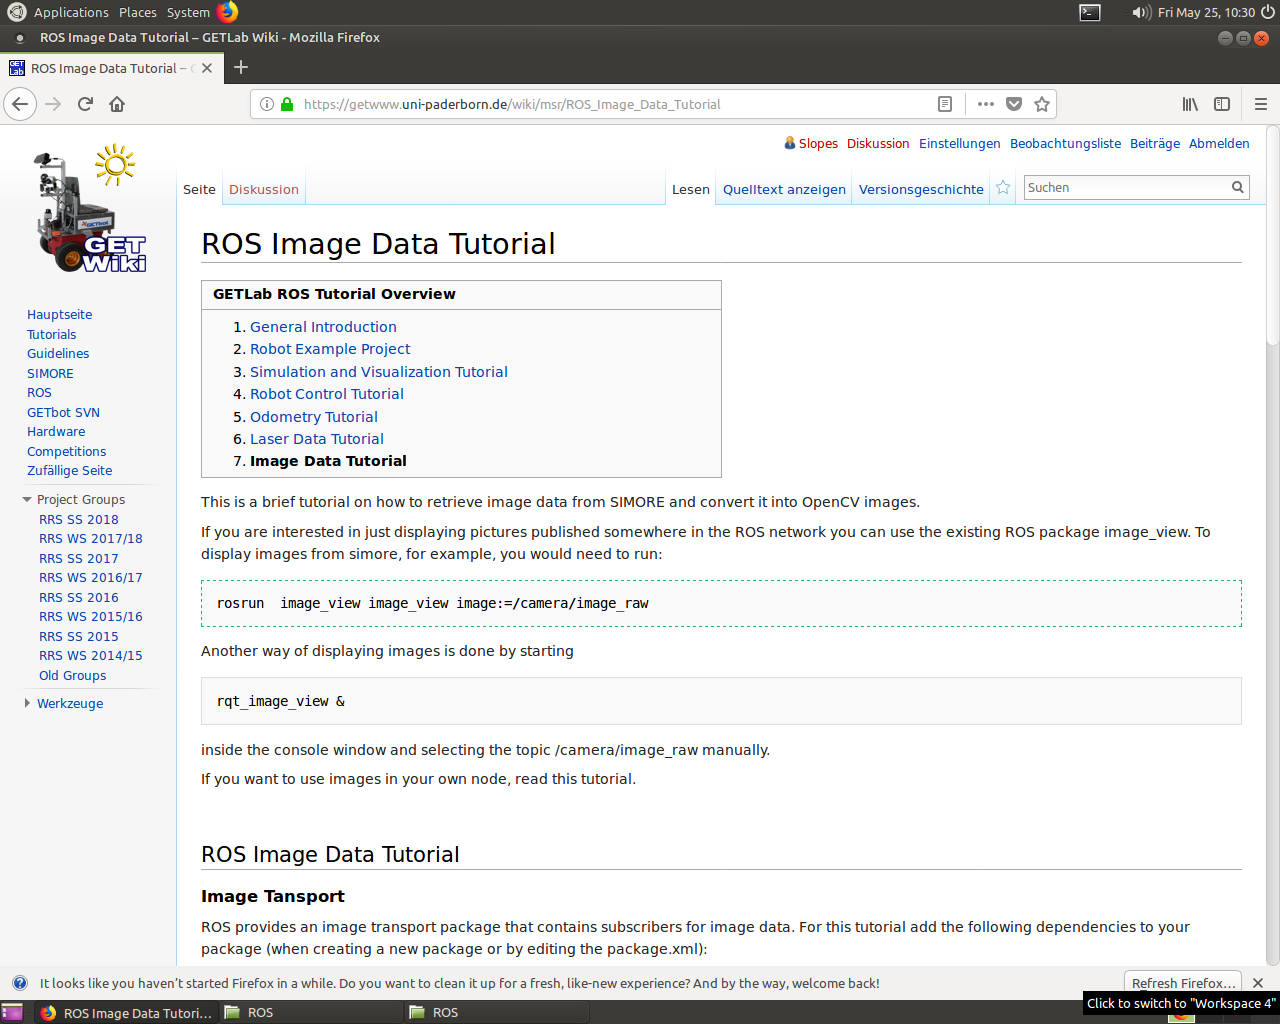 Applications Places System Fri May 25, 10:30
ROS Image Data Tutorial – GETLab Wiki - Mozilla Firefox
GET Lab ROS Image Data Tutorial –
https://getwww.uni-paderborn.de/wiki/msr/ROS_Image_Data_Tutorial
Slopes Diskussion Einstellungen Beobachtungsliste Beiträge Abmelden
Seite Diskussion Lesen Quelltext anzeigen Versionsgeschichte Suchen
GETbot
GET
Wiki
Hauptseite
Tutorials
Guidelines
SIMORE
ROS
GETbot SVN
Hardware
Competitions
Zufällige Seite
Project Groups
RRS SS 2018
RRS WS 2017/18
RRS SS 2017
RRS WS 2016/17
RRS SS 2016
RRS WS 2015/16
RRS SS 2015
RRS WS 2014/15
Old Groups
Werkzeuge
ROS Image Data Tutorial
GETLab ROS Tutorial Overview
1. General Introduction
2. Robot Example Project
3. Simulation and Visualization Tutorial
4. Robot Control Tutorial
5. Odometry Tutorial
6. Laser Data Tutorial
7. Image Data Tutorial
This is a brief tutorial on how to retrieve image data from SIMORE and convert it into OpenCV images.
If you are interested in just displaying pictures published somewhere in the ROS network you can use the existing ROS package image_view. To
display images from simore, for example, you would need to run:
rosrun  image_view image_view image:=/camera/image_raw
Another way of displaying images is done by starting
rqt_image_view &
inside the console window and selecting the topic /camera/image_raw manually.
If you want to use images in your own node, read this tutorial.
ROS Image Data Tutorial
Image Tansport
ROS provides an image transport package that contains subscribers for image data. For this tutorial add the following dependencies to your
package (when creating a new package or by editing the package.xml):
It looks like you haven't started Firefox in a while. Do you want to clean it up for a fresh, like-new experience? And by the way, welcome back! Refresh Firefox...
Click to switch to "Workspace 4"
ROS Image Data Tutori... ROS ROS